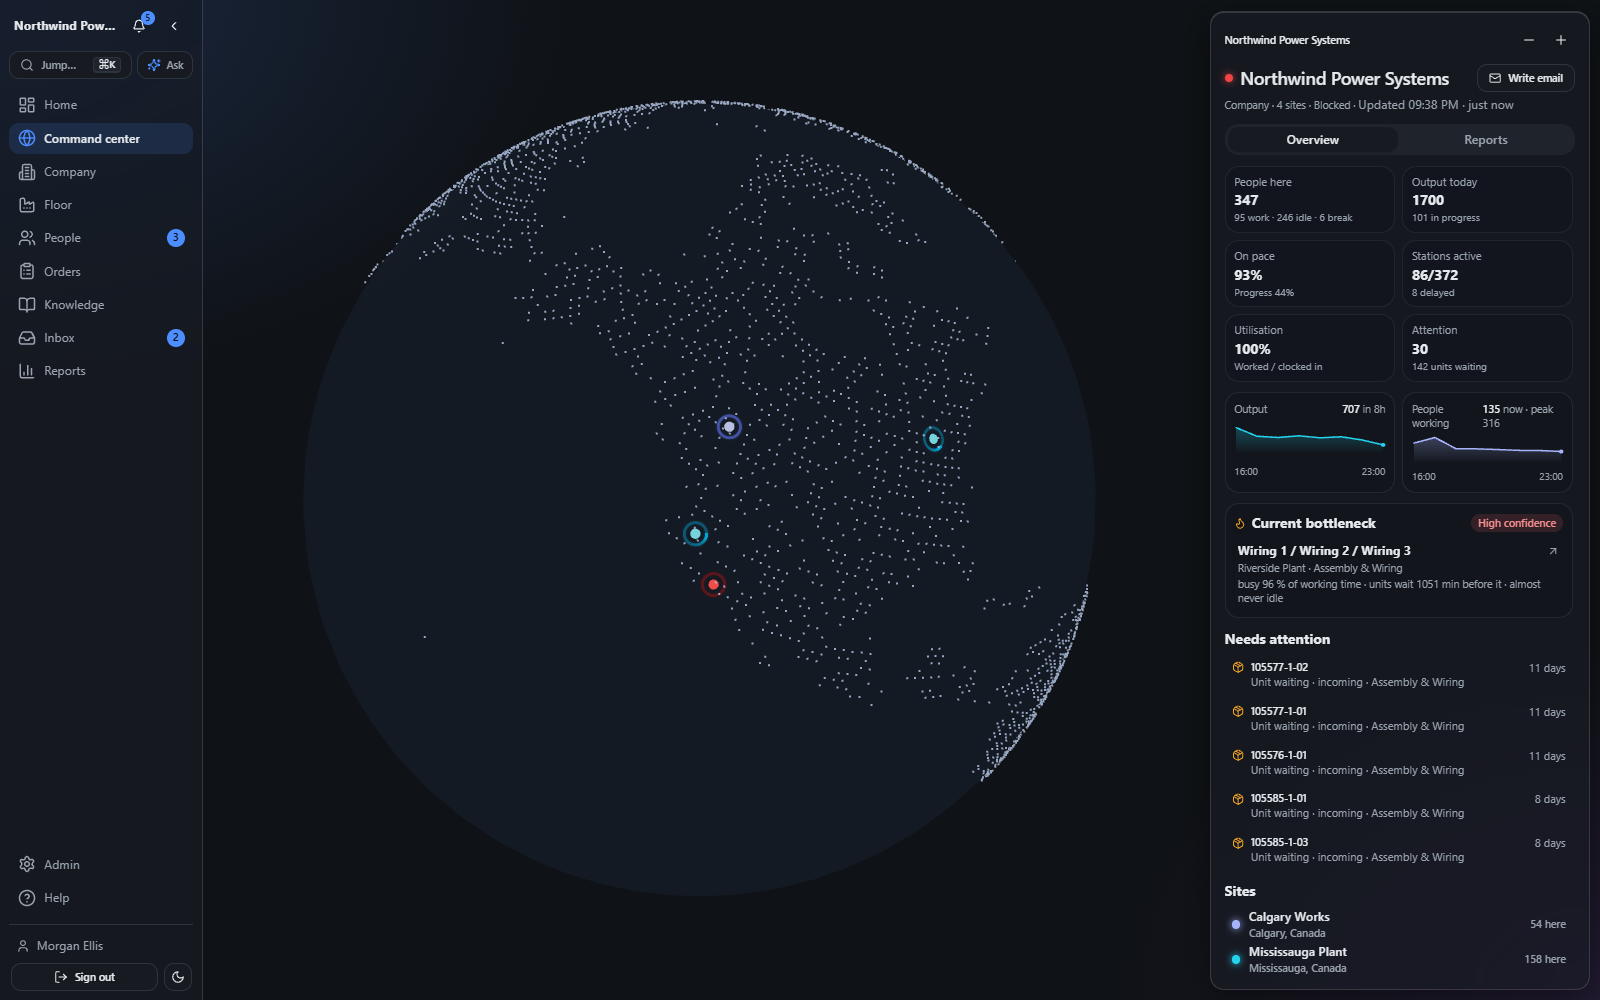 Northwind Pow...
5
Jump...
⌘K
Ask
Home
Command center
Company
Floor
People
3
Orders
Knowledge
Inbox
2
Reports
Admin
Help
Morgan Ellis
Sign out
Northwind Power Systems
Northwind Power Systems
Write email
Company · 4 sites · Blocked · Updated 09:38 PM · just now
Overview
Reports
People here
347
95 work · 246 idle · 6 break
Output today
1700
101 in progress
On pace
93%
Progress 44%
Stations active
86/372
8 delayed
Utilisation
100%
Worked / clocked in
Attention
30
142 units waiting
Output
707 in 8h
16:00
23:00
People working
135 now · peak 316
16:00
23:00
Current bottleneck
High confidence
Wiring 1 / Wiring 2 / Wiring 3
Riverside Plant · Assembly & Wiring
busy 96 % of working time · units wait 1051 min before it · almost
never idle
Needs attention
105577-1-02
11 days
Unit waiting · incoming · Assembly & Wiring
105577-1-01
11 days
Unit waiting · incoming · Assembly & Wiring
105576-1-01
11 days
Unit waiting · incoming · Assembly & Wiring
105585-1-01
8 days
Unit waiting · incoming · Assembly & Wiring
105585-1-03
8 days
Unit waiting · incoming · Assembly & Wiring
Sites
Calgary Works
54 here
Calgary, Canada
Mississauga Plant
158 here
Mississauga, Canada